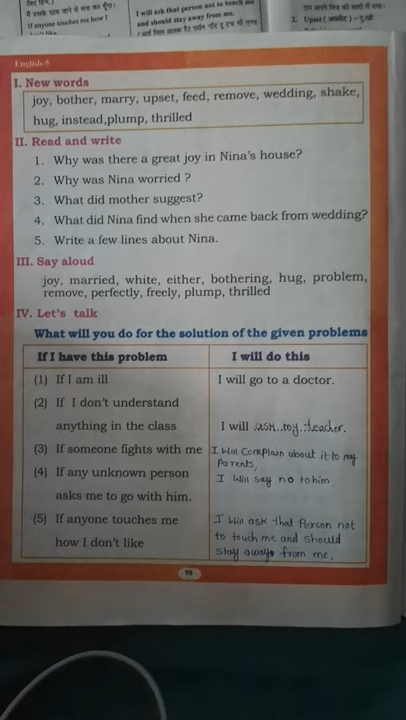 I will ask that person not to touch me
and should stay away from me.
If anyone touches me how I
1. Upset
English-5
I. New words
joy, bother, marry, upset, feed, remove, wedding, shake,
hug, instead,plump, thrilled
II. Read and write
1. Why was there a great joy in Nina's house?
2. Why was Nina worried ?
3. What did mother suggest?
4. What did Nina find when she came back from wedding?
5. Write a few lines about Nina.
III. Say aloud
joy, married, white, either, bothering, hug, problem,
remove, perfectly, freely, plump, thrilled
IV. Let's talk
What will you do for the solution of the given problems
If I have this problem I will do this
(1) If I am ill I will go to a doctor.
(2) If I don't understand
anything in the class I will ask my teacher.
(3) If someone fights with me I will Complain about it to my
Parents,
(4) If any unknown person I will say no to him
asks me to go with him.
(5) If anyone touches me I will ask that Person not
how I don't like to touch me and should
stay away from me.